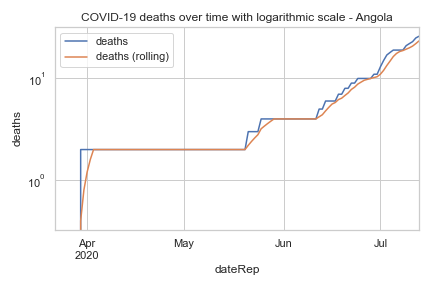 COVID-19 deaths over time with logarithmic scale - Angola
deaths
deaths (rolling)
10¹
10⁰
deaths
Apr
2020
May
Jun
Jul
dateRep